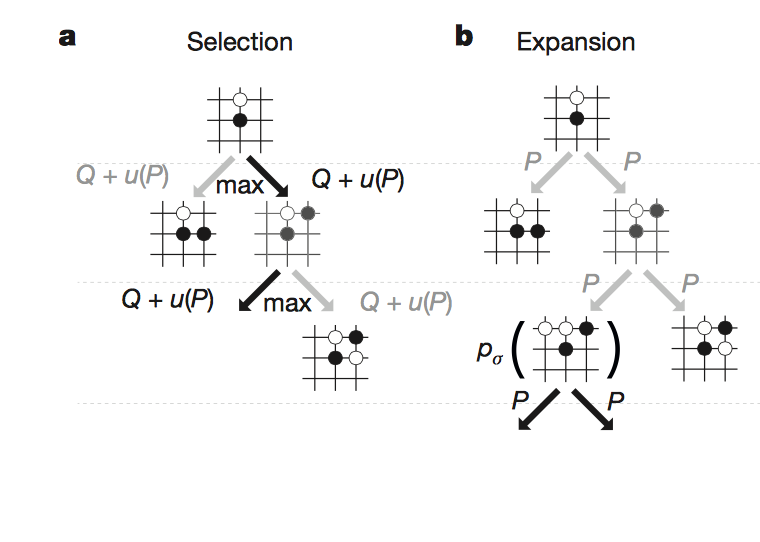 a Selection
Q + u(P) max Q + u(P)
Q + u(P) max Q + u(P)
b Expansion
P P
P P
pσ ( )
P P